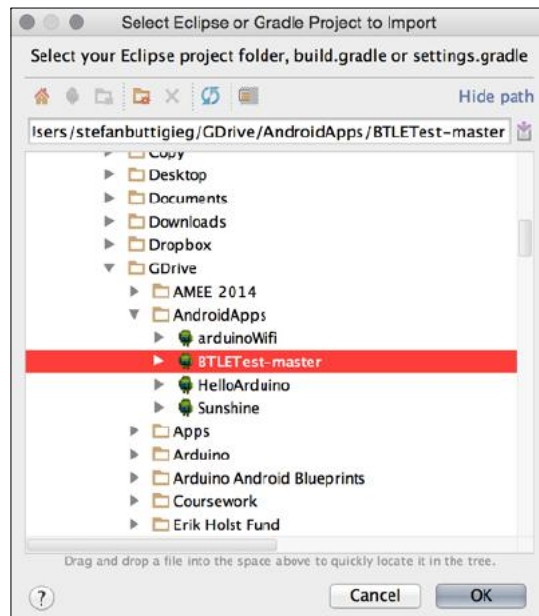 Select Eclipse or Gradle Project to Import
Select your Eclipse project folder, build.gradle or settings.gradle
Hide path
lsers/stefanbuttigieg/GDrive/AndroidApps/BTLETest-master
Copy
Desktop
Documents
Downloads
Dropbox
GDrive
AMEE 2014
AndroidApps
arduinoWifi
BTLETest-master
HelloArduino
Sunshine
Apps
Arduino
Arduino Android Blueprints
Coursework
Erik Holst Fund
Drag and drop a file into the space above to quickly locate it in the tree.
?
Cancel
OK